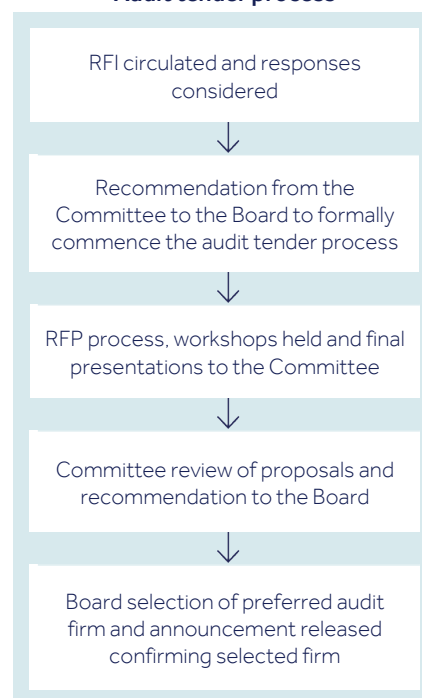 Audit tender process
RFI circulated and responses
considered
Recommendation from the
Committee to the Board to formally
commence the audit tender process
RFP process, workshops held and final
presentations to the Committee
Committee review of proposals and
recommendation to the Board
Board selection of preferred audit
firm and announcement released
confirming selected firm